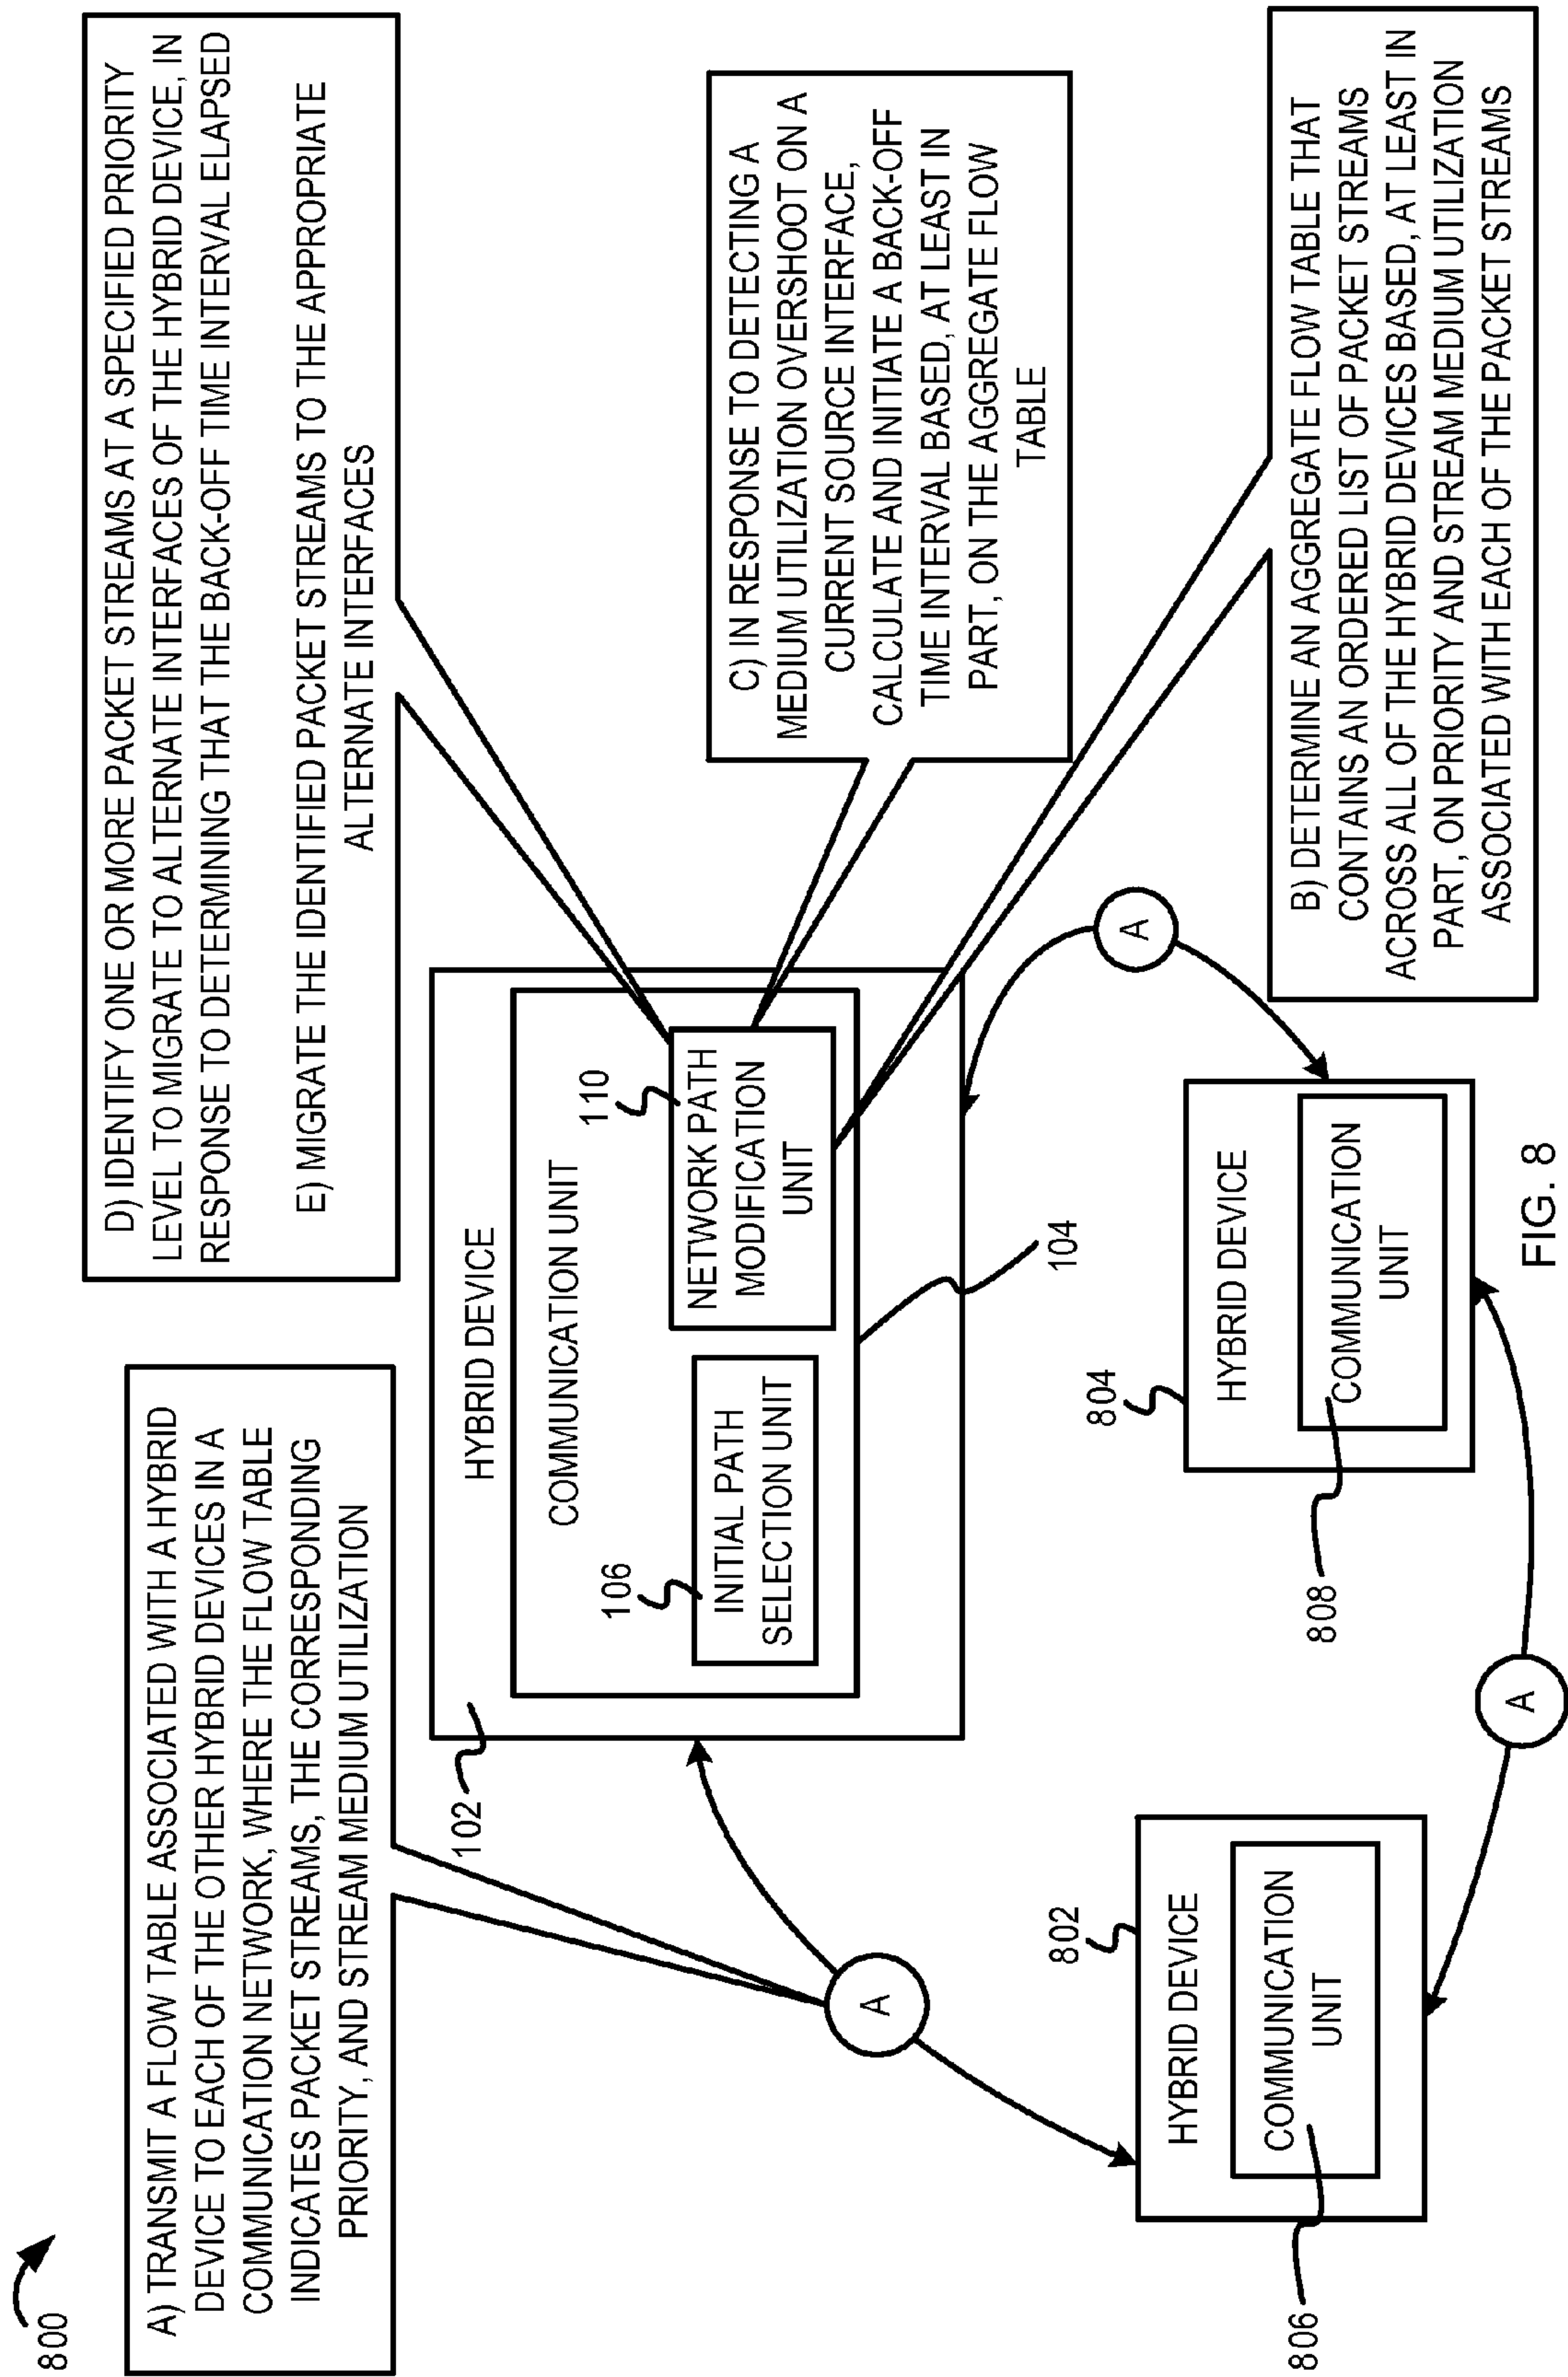 800
A) TRANSMIT A FLOW TABLE ASSOCIATED WITH A HYBRID
DEVICE TO EACH OF THE OTHER HYBRID DEVICES IN A
COMMUNICATION NETWORK, WHERE THE FLOW TABLE
INDICATES PACKET STREAMS, THE CORRESPONDING
PRIORITY, AND STREAM MEDIUM UTILIZATION
D) IDENTIFY ONE OR MORE PACKET STREAMS AT A SPECIFIED PRIORITY
LEVEL TO MIGRATE TO ALTERNATE INTERFACES OF THE HYBRID DEVICE, IN
RESPONSE TO DETERMINING THAT THE BACK-OFF TIME INTERVAL ELAPSED
E) MIGRATE THE IDENTIFIED PACKET STREAMS TO THE APPROPRIATE
ALTERNATE INTERFACES
102
HYBRID DEVICE
COMMUNICATION UNIT
106
INITIAL PATH
SELECTION UNIT
110
NETWORK PATH
MODIFICATION
UNIT
104
C) IN RESPONSE TO DETECTING A
MEDIUM UTILIZATION OVERSHOOT ON A
CURRENT SOURCE INTERFACE,
CALCULATE AND INITIATE A BACK-OFF
TIME INTERVAL BASED, AT LEAST IN
PART, ON THE AGGREGATE FLOW
TABLE
A
A
802
HYBRID DEVICE
COMMUNICATION
UNIT
806
804
HYBRID DEVICE
COMMUNICATION
UNIT
808
A
B) DETERMINE AN AGGREGATE FLOW TABLE THAT
CONTAINS AN ORDERED LIST OF PACKET STREAMS
ACROSS ALL OF THE HYBRID DEVICES BASED, AT LEAST IN
PART, ON PRIORITY AND STREAM MEDIUM UTILIZATION
ASSOCIATED WITH EACH OF THE PACKET STREAMS
FIG. 8